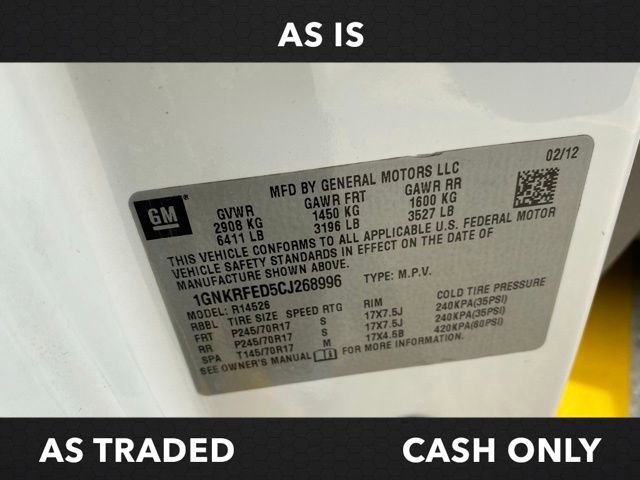 AS IS
02/12
MFD BY GENERAL MOTORS LLC
GM
GVWR GAWR FRT GAWR RR
2908 KG 1450 KG 1600 KG
6411 LB 3196 LB 3527 LB
THIS VEHICLE CONFORMS TO ALL APPLICABLE U.S. FEDERAL MOTOR
VEHICLE SAFETY STANDARDS IN EFFECT ON THE DATE OF
MANUFACTURE SHOWN ABOVE.
1GNKRFED5CJ268996 TYPE: M.P.V.
MODEL: R14526
RBBL TIRE SIZE SPEED RTG RIM COLD TIRE PRESSURE
FRT P245/70R17 S 17X7.5J 240KPA(35PSI)
RR P245/70R17 S 17X7.5J 240KPA(35PSI)
SPA T145/70R17 M 17X4.5B 420KPA(60PSI)
SEE OWNER'S MANUAL FOR MORE INFORMATION.
AS TRADED CASH ONLY